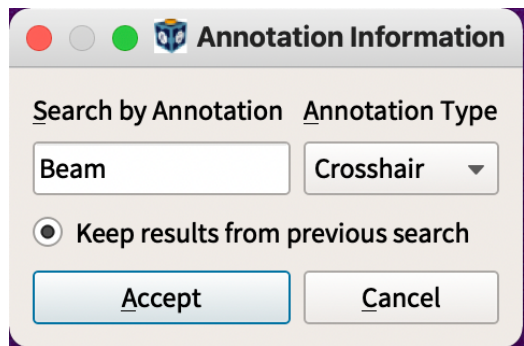 Annotation Information
Search by Annotation Annotation Type
Beam Crosshair
Keep results from previous search
Accept Cancel